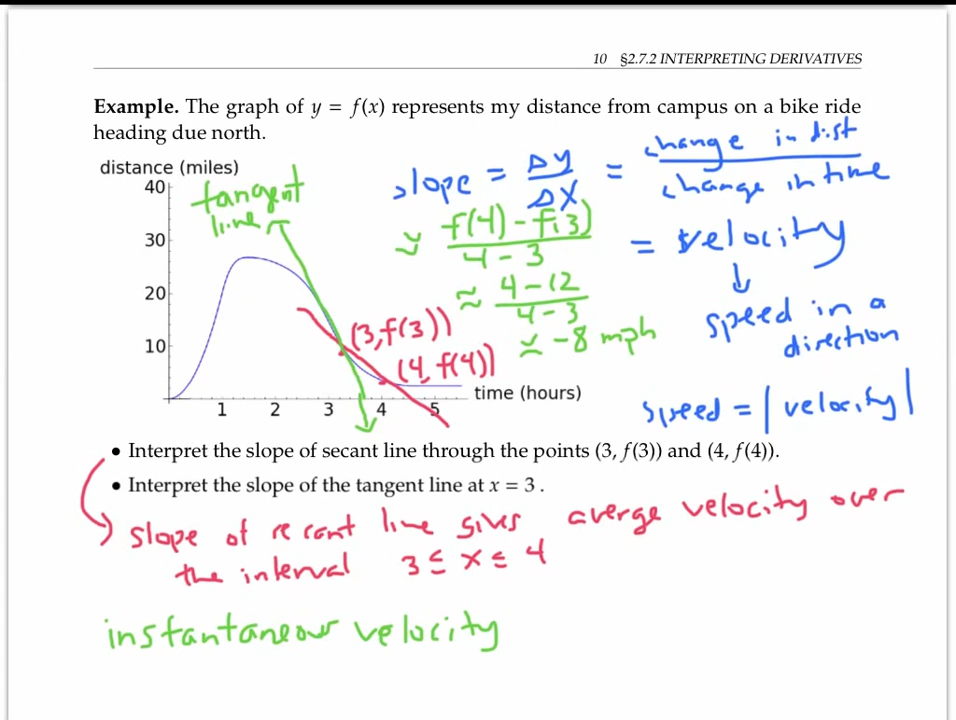 10 §2.7.2 INTERPRETING DERIVATIVES
Example. The graph of y = f(x) represents my distance from campus on a bike ride
heading due north.
distance (miles)
40
30
20
10
1 2 3 4 5
time (hours)
tangent
line
slope = Δy/Δx = change in dist/change in time
≈ f(4) - f(3)/4 - 3
= velocity
≈ 4 - 12/4 - 3
≈ -8 mph
speed in a
direction
speed = | velocity |
(3, f(3))
(4, f(4))
• Interpret the slope of secant line through the points (3, f(3)) and (4, f(4)).
• Interpret the slope of the tangent line at x = 3 .
slope of secant line gives averge velocity over
the interval 3 ≤ x ≤ 4
instantaneous velocity